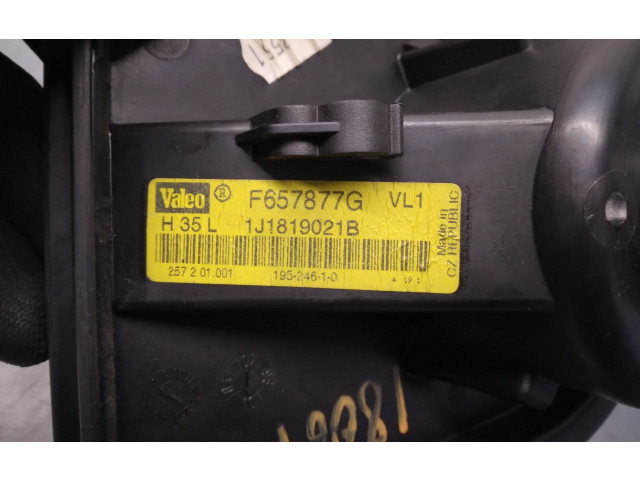 Valeo ® F657877G VL1
H 35 L 1J1819021B
257 2 01.001 195-246-1-0
Made in
CZ REPUBLIC